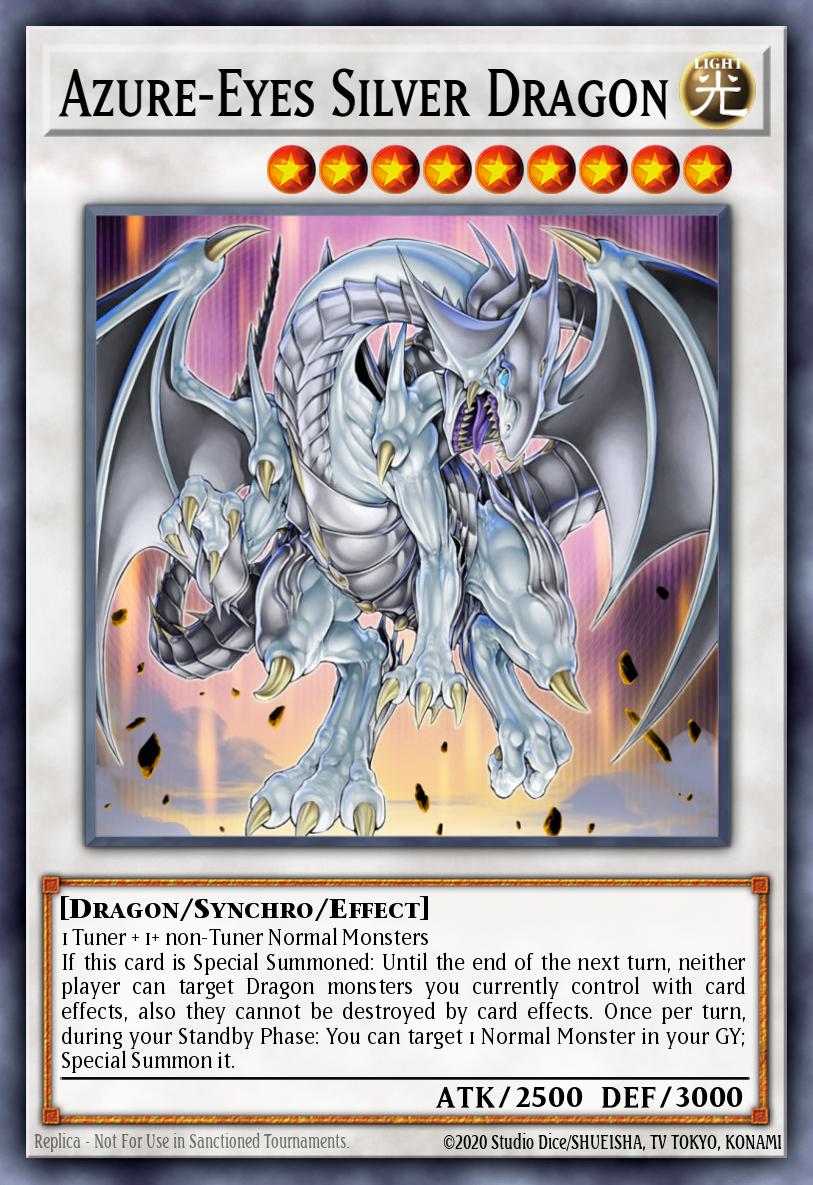 Azure-Eyes Silver Dragon
LIGHT
光
[Dragon/Synchro/Effect]
1 Tuner + 1+ non-Tuner Normal Monsters
If this card is Special Summoned: Until the end of the next turn, neither
player can target Dragon monsters you currently control with card
effects, also they cannot be destroyed by card effects. Once per turn,
during your Standby Phase: You can target 1 Normal Monster in your GY;
Special Summon it.
ATK/2500 DEF/3000
Replica - Not For Use in Sanctioned Tournaments.
©2020 Studio Dice/SHUEISHA, TV TOKYO, KONAMI